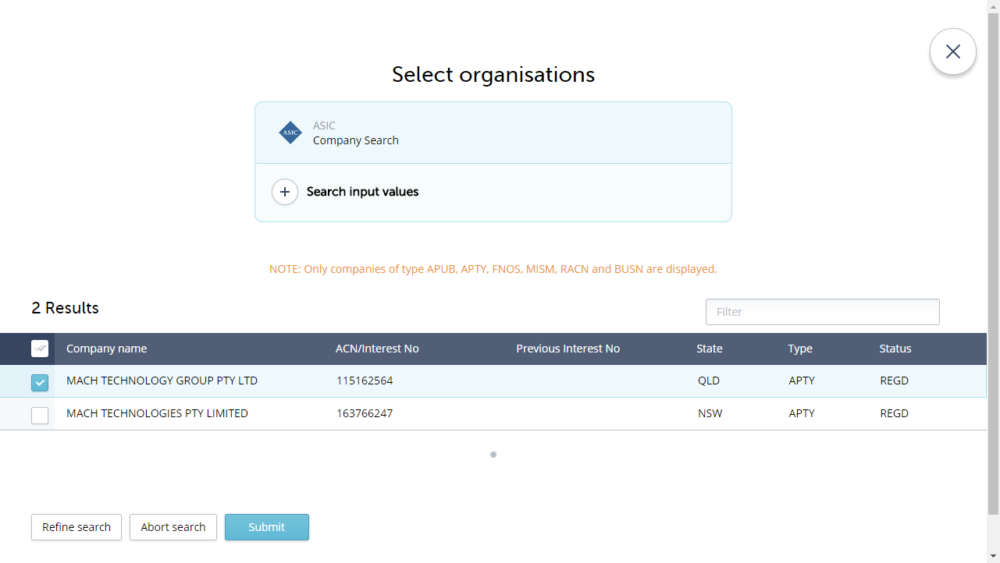 Select organisations
ASIC
ASIC
Company Search
Search input values
NOTE: Only companies of type APUB, APTY, FNOS, MISM, RACN and BUSN are displayed.
2 Results
Filter
Company name ACN/Interest No Previous Interest No State Type Status
MACH TECHNOLOGY GROUP PTY LTD 115162564 QLD APTY REGD
MACH TECHNOLOGIES PTY LIMITED 163766247 NSW APTY REGD
Refine search Abort search Submit